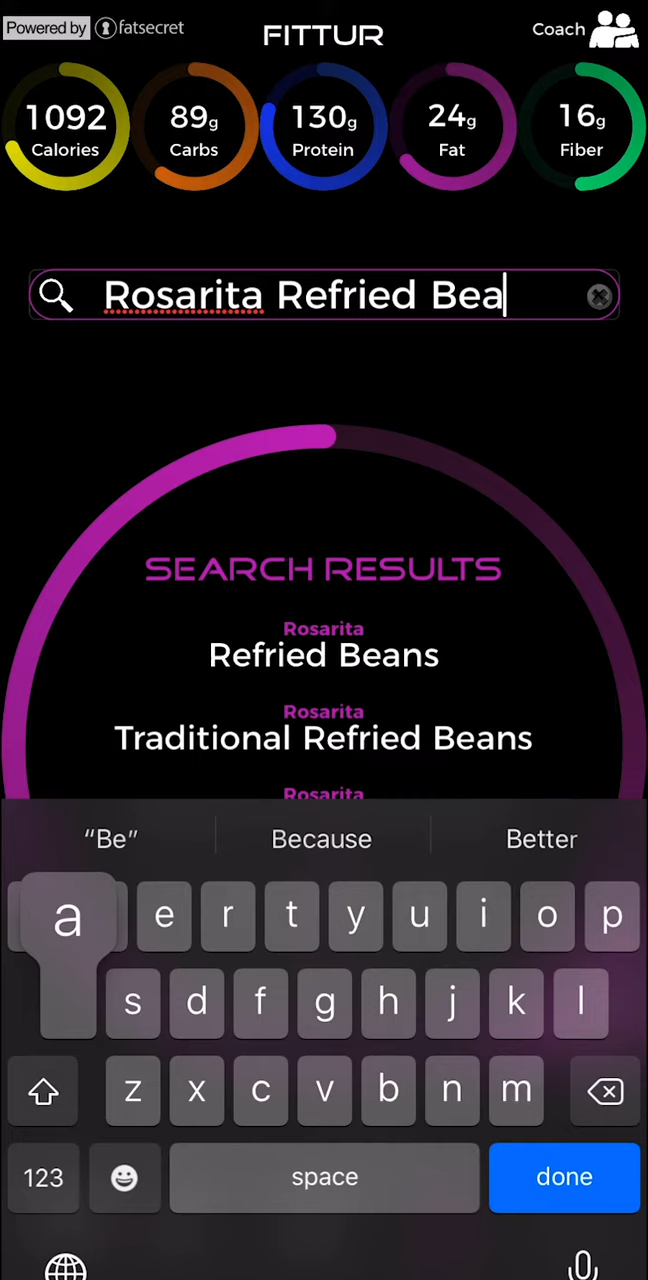 Powered by fatsecret
FITTUR
Coach
1092
Calories
89g
Carbs
130g
Protein
24g
Fat
16g
Fiber
Rosarita Refried Bea
SEARCH RESULTS
Rosarita
Refried Beans
Rosarita
Traditional Refried Beans
Rosarita
“Be” Because Better
a e r t y u i o p
s d f g h j k l
z x c v b n m
123 space done